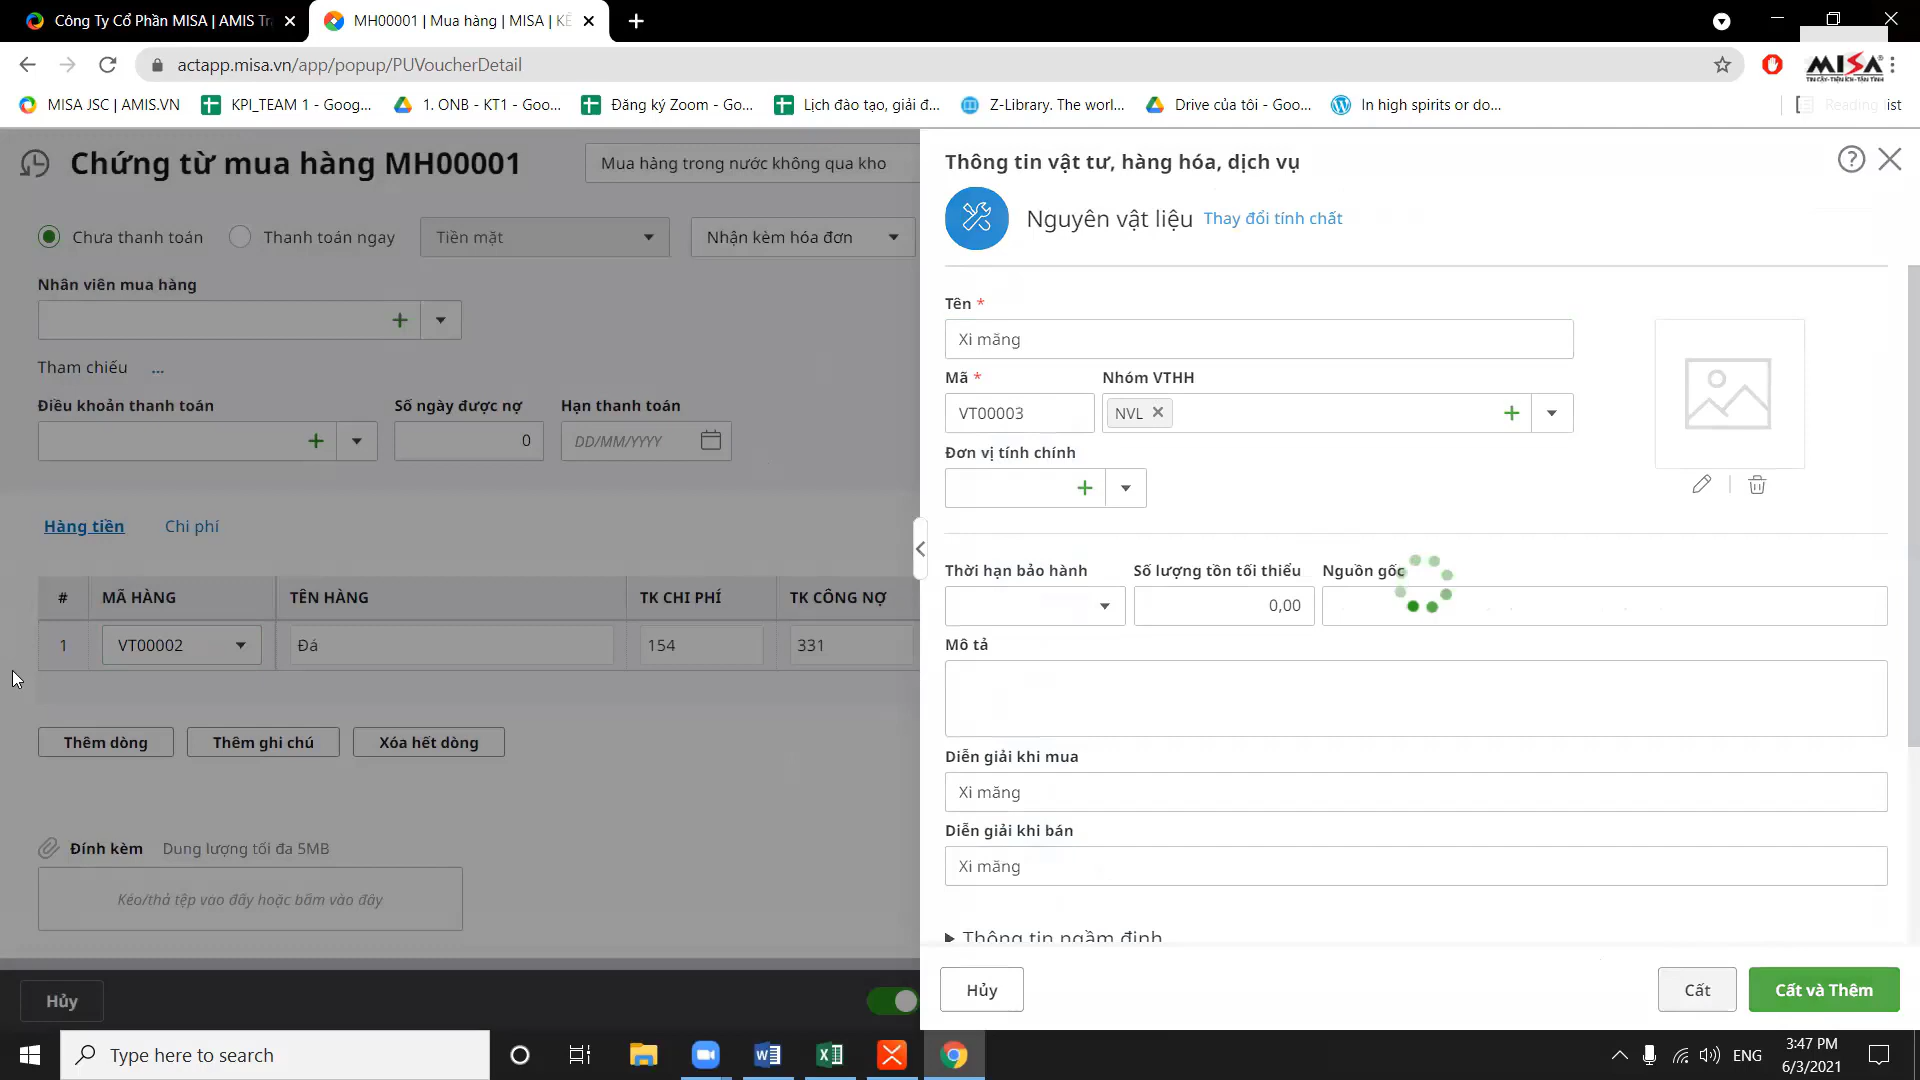 Công Ty Cổ Phần MISA | AMIS Tr
MH00001 | Mua hàng | MISA | KẾ
actapp.misa.vn/app/popup/PUVoucherDetail
MISA
TIN CẬY-TIỆN ÍCH-TẬN TÌNH
MISA JSC | AMIS.VN
KPI_TEAM 1 - Goog...
1. ONB - KT1 - Goo...
Đăng ký Zoom - Go...
Lịch đào tạo, giải đ...
Z-Library. The worl...
Drive của tôi - Goo...
In high spirits or do...
Reading list
Chứng từ mua hàng MH00001
Mua hàng trong nước không qua kho
Chưa thanh toán
Thanh toán ngay
Tiền mặt
Nhận kèm hóa đơn
Nhân viên mua hàng
Tham chiếu ...
Điều khoản thanh toán
Số ngày được nợ
Hạn thanh toán
0
DD/MM/YYYY
Hàng tiền
Chi phí
# MÃ HÀNG TÊN HÀNG TK CHI PHÍ TK CÔNG NỢ
1 VT00002 Đá 154 331
Thêm dòng
Thêm ghi chú
Xóa hết dòng
Đính kèm Dung lượng tối đa 5MB
Kéo/thả tệp vào đây hoặc bấm vào đây
Hủy
Thông tin vật tư, hàng hóa, dịch vụ
Nguyên vật liệu Thay đổi tính chất
Tên *
Xi măng
Mã *
Nhóm VTHH
VT00003
NVL
Đơn vị tính chính
Thời hạn bảo hành
Số lượng tồn tối thiểu
Nguồn gốc
0,00
Mô tả
Diễn giải khi mua
Xi măng
Diễn giải khi bán
Xi măng
Thông tin ngầm định
Hủy
Cất
Cất và Thêm
Type here to search
ENG
3:47 PM
6/3/2021